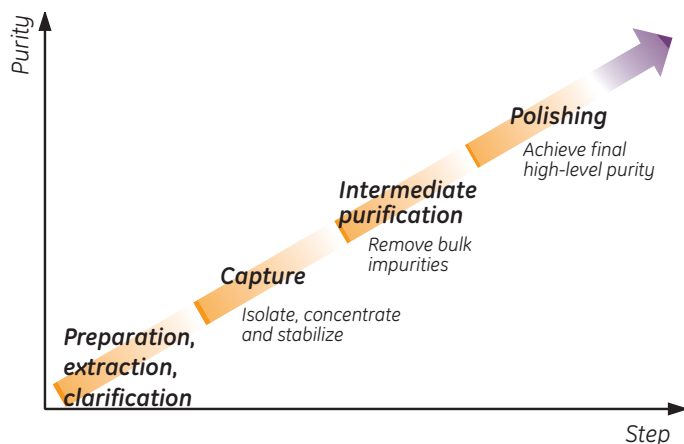 Purity
Polishing
Achieve final
high-level purity
Intermediate
purification
Remove bulk
impurities
Capture
Isolate, concentrate
and stabilize
Preparation,
extraction,
clarification
Step